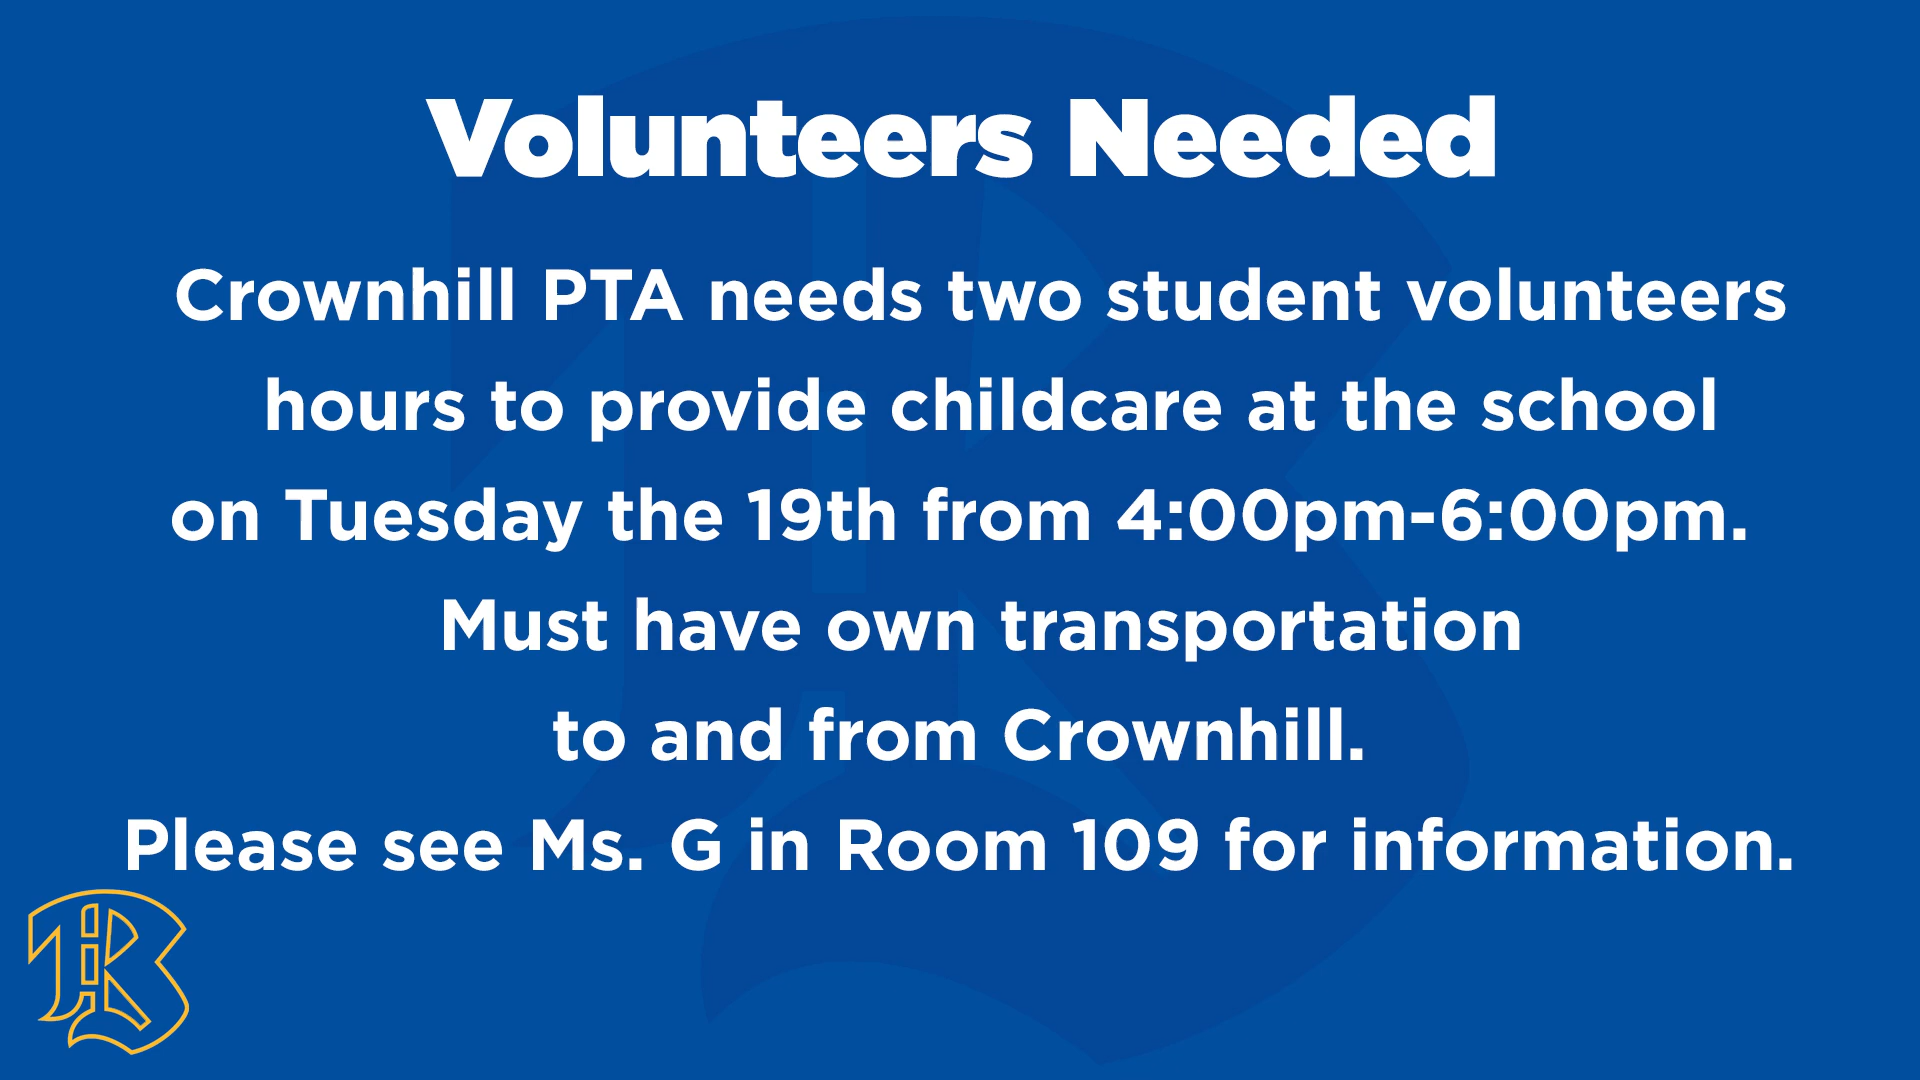 Volunteers Needed
Crownhill PTA needs two student volunteers
hours to provide childcare at the school
on Tuesday the 19th from 4:00pm-6:00pm.
Must have own transportation
to and from Crownhill.
Please see Ms. G in Room 109 for information.
B